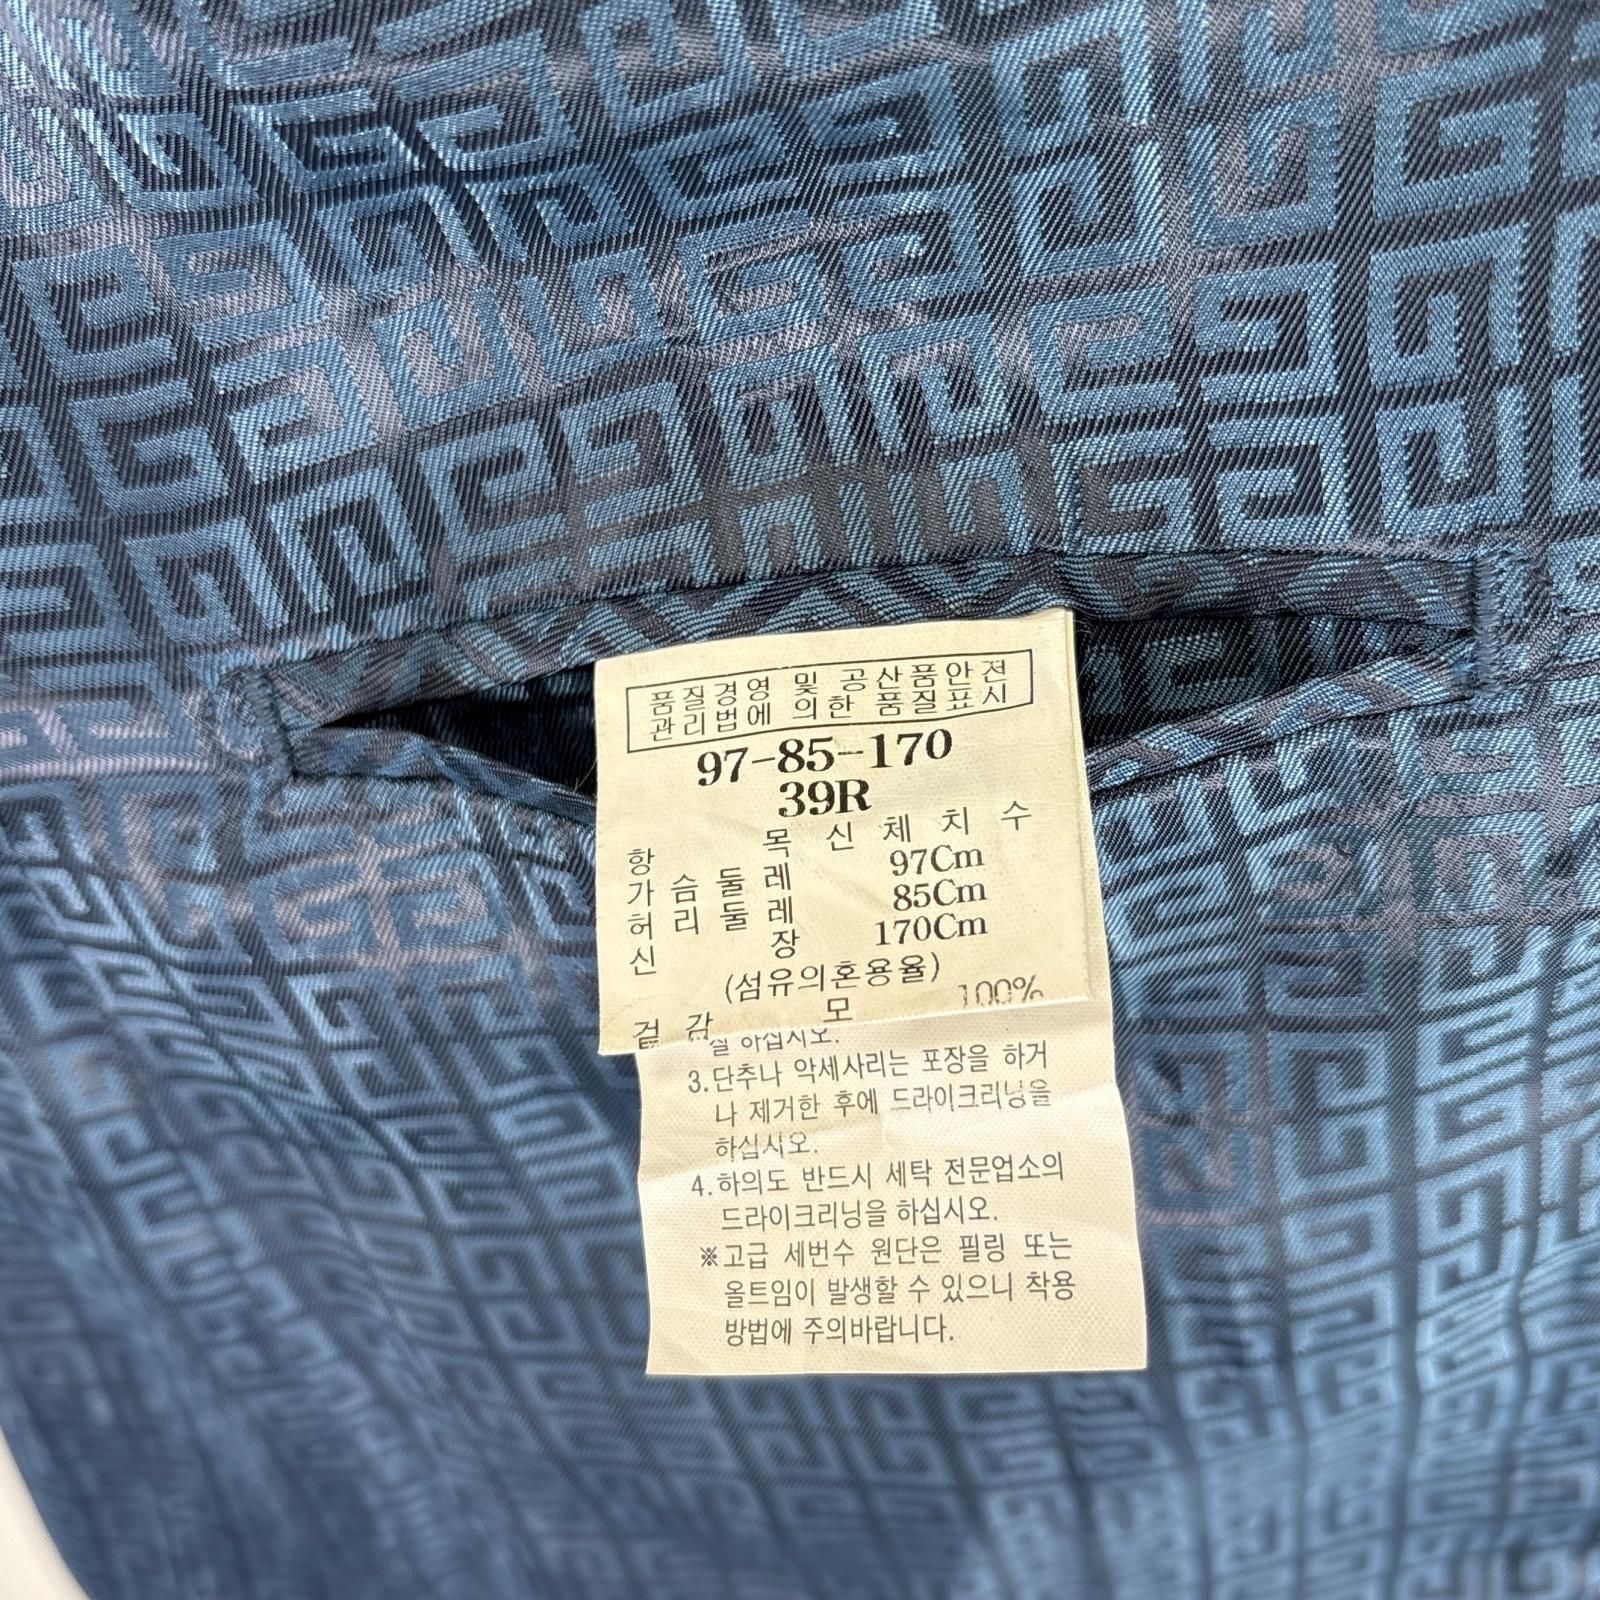 품질경영 및 공산품안전
관리법에 의한 품질표시
97-85-170
39R
항 목 신 체 치 수
가 슴 둘 레 97Cm
허 리 둘 레 85Cm
신 장 170Cm
(섬유의혼용율)
겉 감 모 100%
하십시오.
3.단추나 악세사리는 포장을 하거
나 제거한 후에 드라이크리닝을
하십시오.
4.하의도 반드시 세탁 전문업소의
드라이크리닝을 하십시오.
※고급 세번수 원단은 필링 또는
올트임이 발생할 수 있으니 착용
방법에 주의바랍니다.